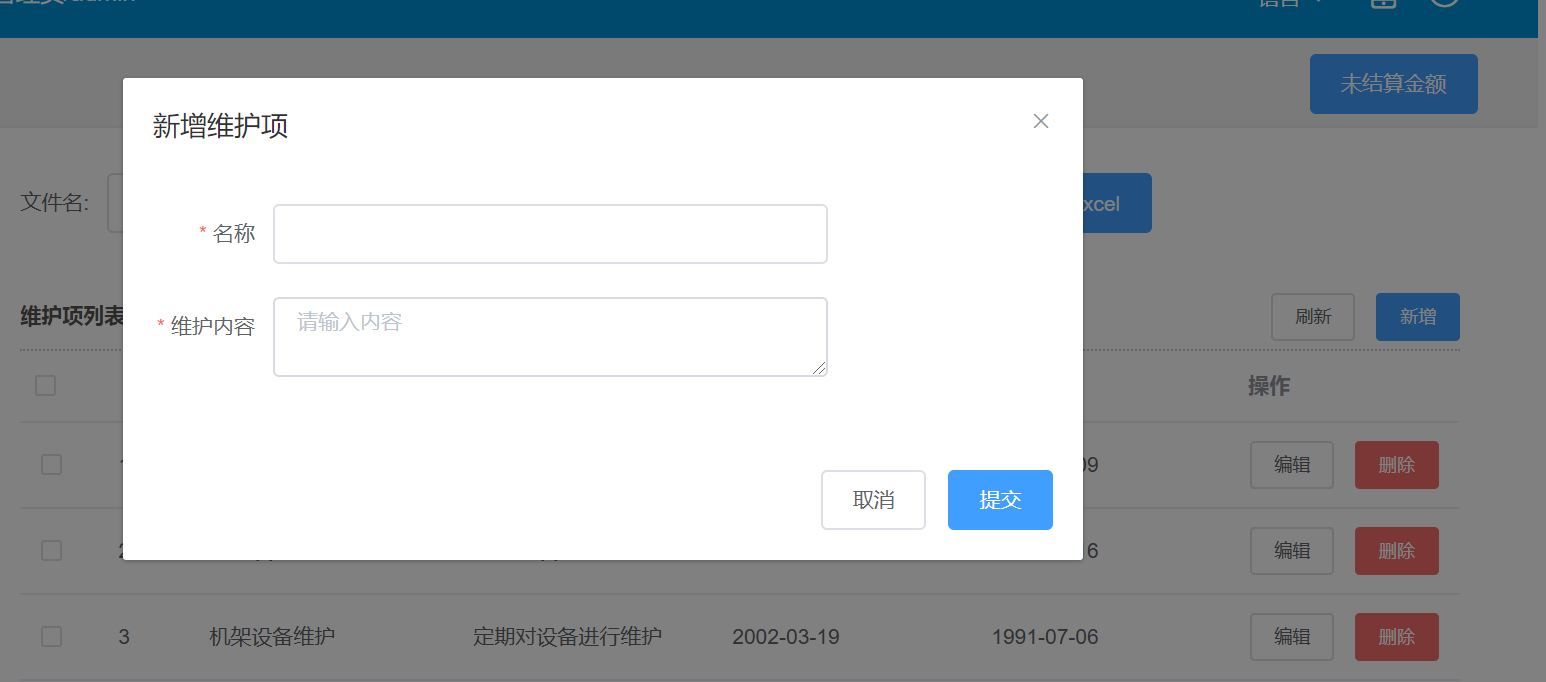 语言
未结算金额
新增维护项
文件名:
xcel
* 名称
* 维护内容
请输入内容
维护项列表
刷新
新增
操作
取消
提交
09
编辑
删除
6
编辑
删除
3
机架设备维护
定期对设备进行维护
2002-03-19
1991-07-06
编辑
删除